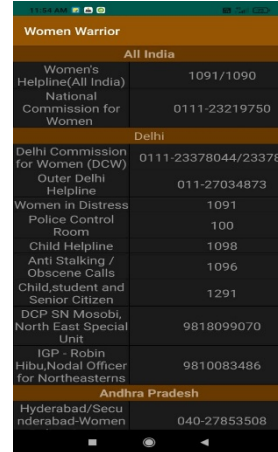 11:54 AM
Women Warrior
All India
Women's
Helpline(All India)
1091/1090
National
Commission for
Women
0111-23219750
Delhi
Delhi Commission
for Women (DCW)
0111-23378044/23378
Outer Delhi
Helpline
011-27034873
Women in Distress
1091
Police Control
Room
100
Child Helpline
1098
Anti Stalking /
Obscene Calls
1096
Child,student and
Senior Citizen
1291
DCP SN Mosobi,
North East Special
Unit
9818099070
IGP - Robin
Hibu,Nodal Officer
for Northeasterns
9810083486
Andhra Pradesh
Hyderabad/Secu
nderabad-Women
040-27853508